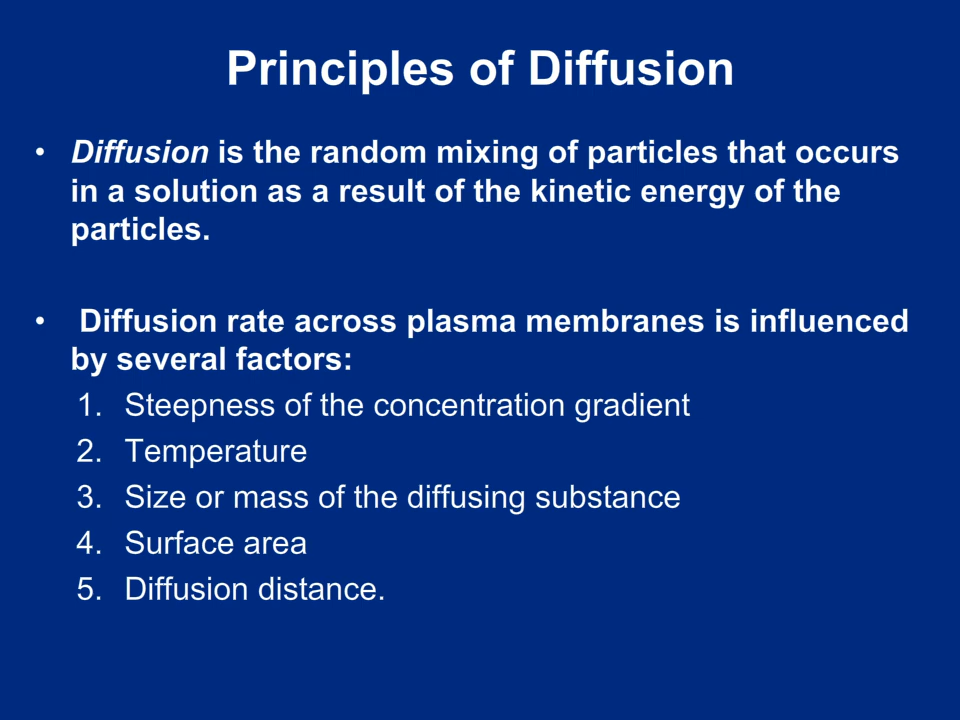 Principles of Diffusion
• Diffusion is the random mixing of particles that occurs
in a solution as a result of the kinetic energy of the
particles.
• Diffusion rate across plasma membranes is influenced
by several factors:
1. Steepness of the concentration gradient
2. Temperature
3. Size or mass of the diffusing substance
4. Surface area
5. Diffusion distance.